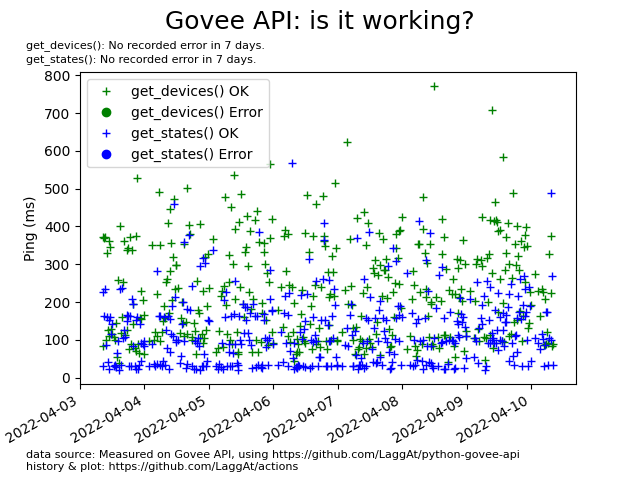 Govee API: is it working?
get_devices(): No recorded error in 7 days.
get_states(): No recorded error in 7 days.
800
700
600
500
400
300
200
100
0
Ping (ms)
get_devices() OK
get_devices() Error
get_states() OK
get_states() Error
2022-04-03
2022-04-04
2022-04-05
2022-04-06
2022-04-07
2022-04-08
2022-04-09
2022-04-10
data source: Measured on Govee API, using https://github.com/LaggAt/python-govee-api
history & plot: https://github.com/LaggAt/actions